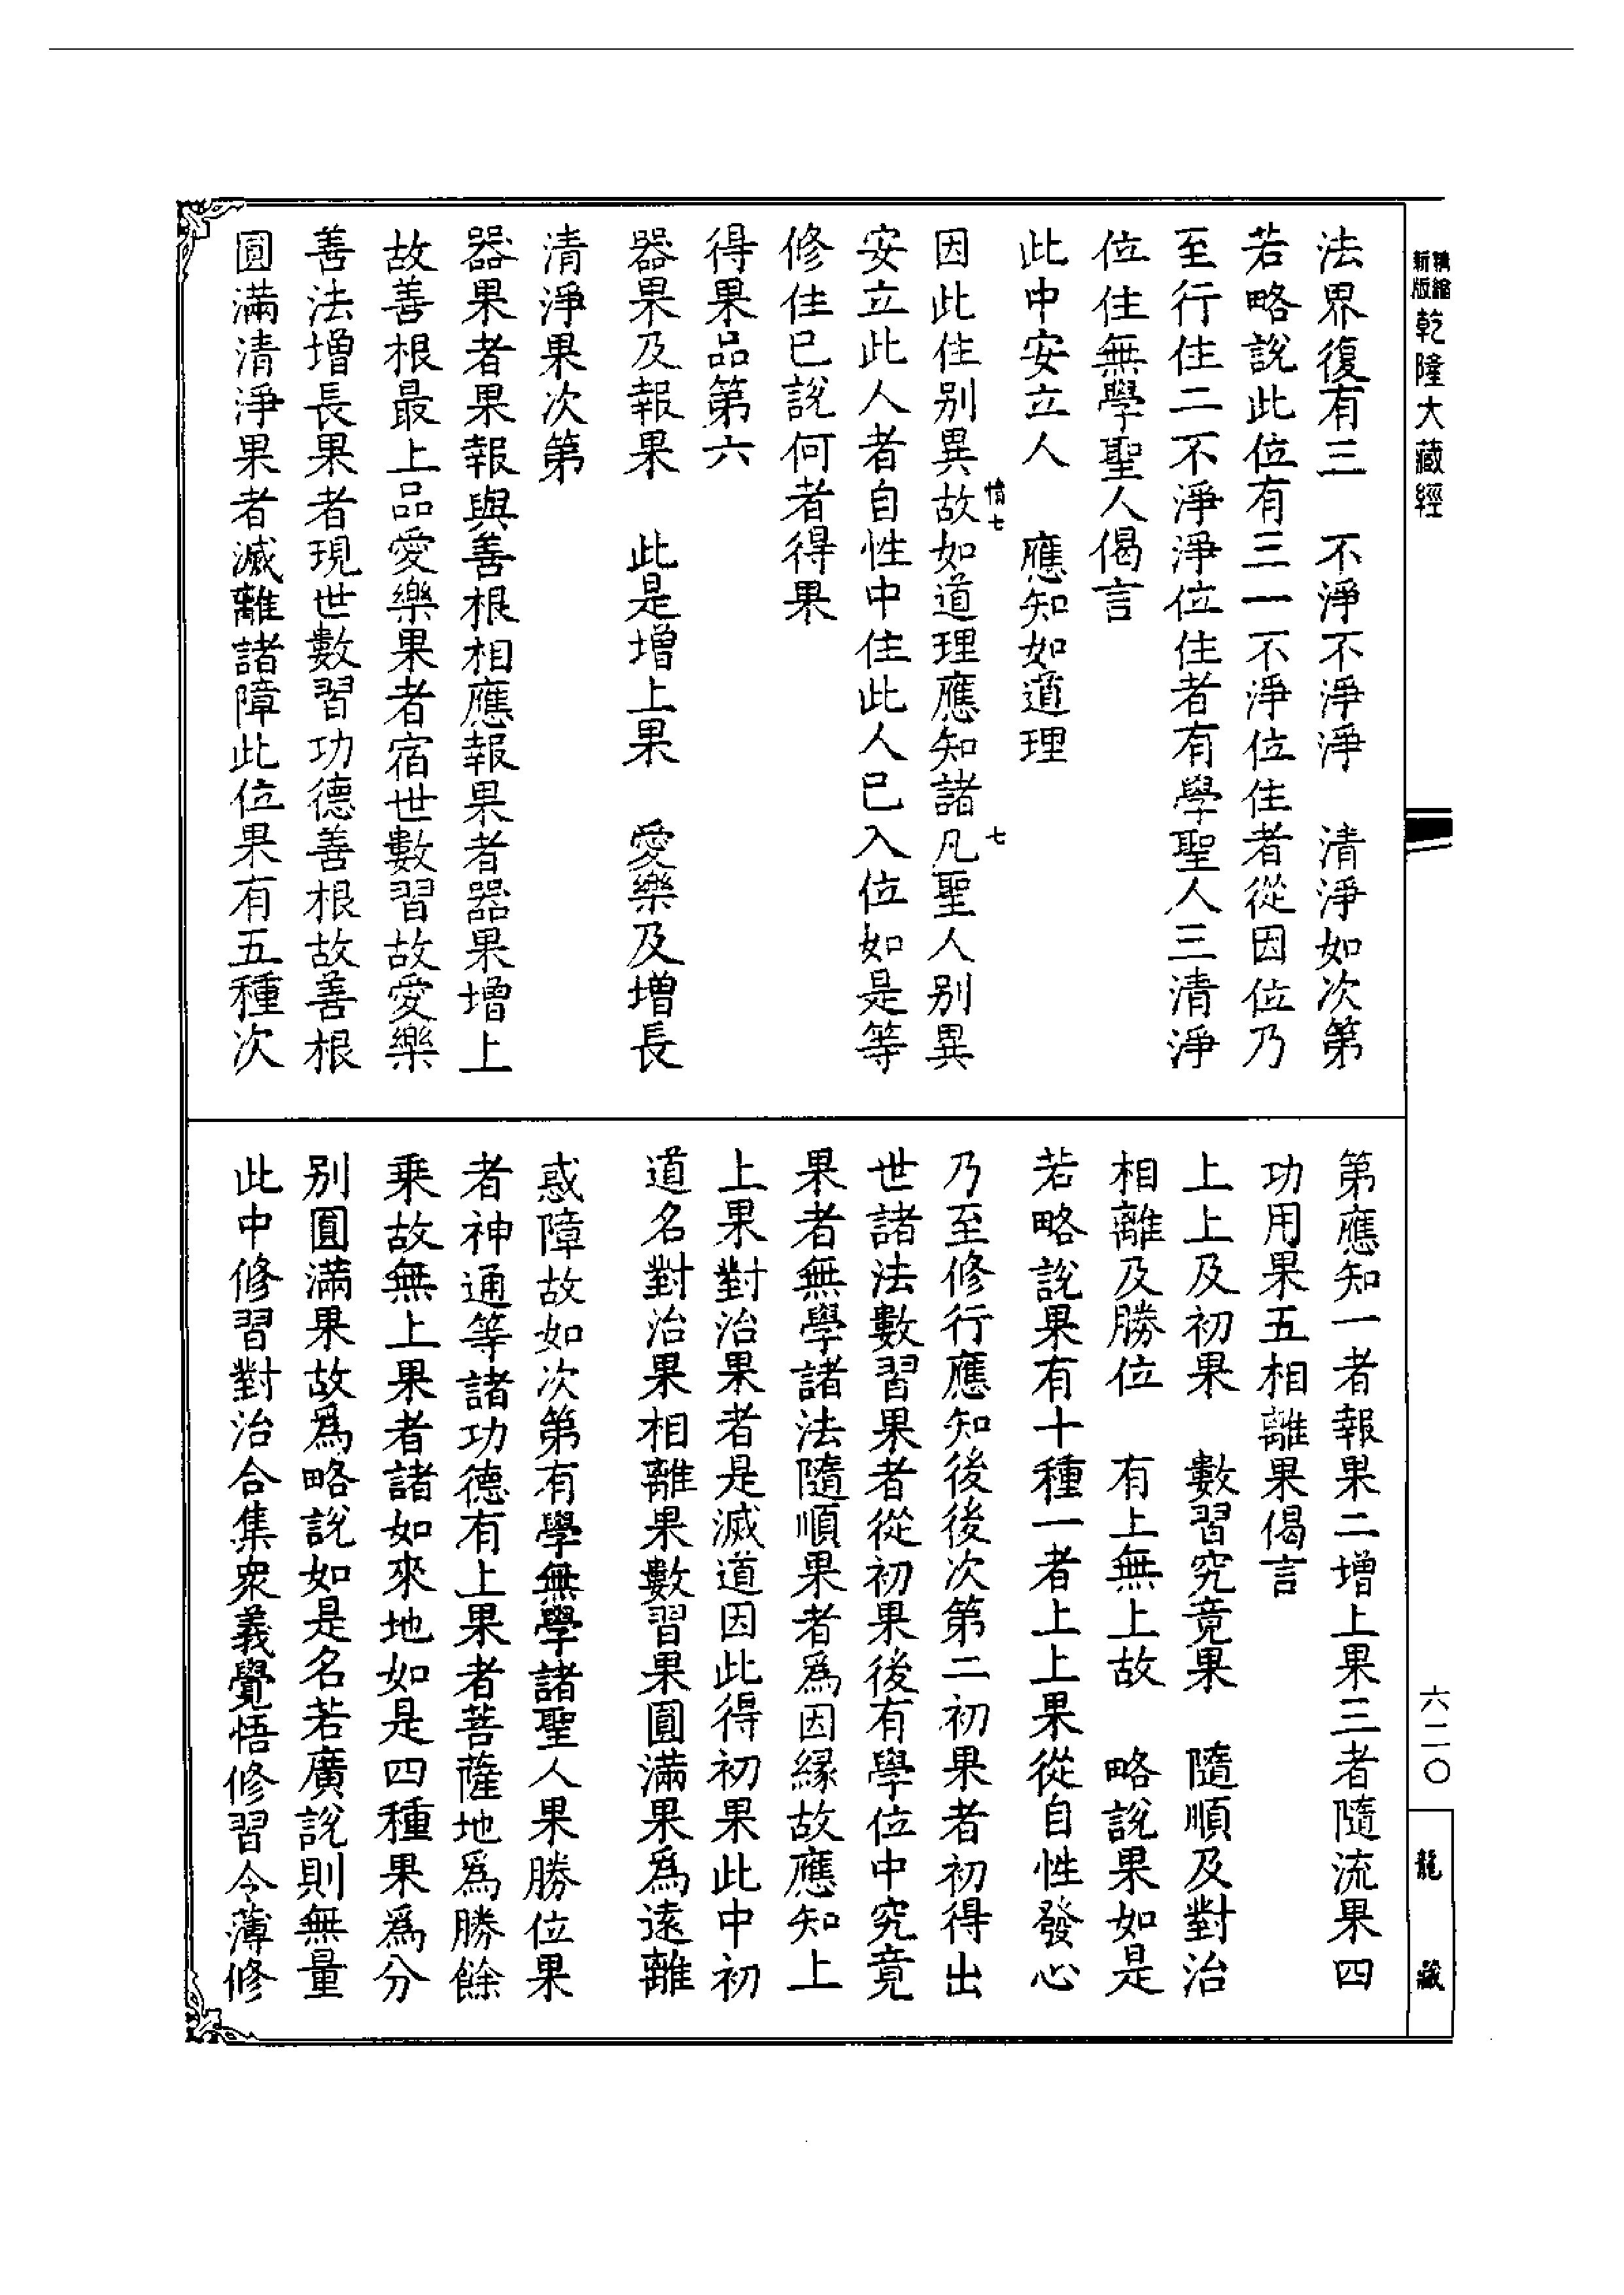 精縮
新版
乾隆大藏經
法界復有三　不淨不淨淨　清淨如次第
若略說此位有三一不淨位住者從因位乃
至行住二不淨淨位住者有學聖人三清淨
位住無學聖人偈言
此中安立人　應知如道理
情七
七
因此住別異故如道理應知諸凡聖人別異
安立此人者自性中住此人已入位如是等
修住已說何者得果
得果品第六
器果及報果　此是增上果　愛樂及增長
清淨果次第
器果者果報與善根相應報果者器果增上
故善根最上品愛樂果者宿世數習故愛樂
善法增長果者現世數習功德善根故善根
圓滿清淨果者滅離諸障此位果有五種次
第應知一者報果二增上果三者隨流果四
功用果五相離果偈言
上上及初果　數習究竟果　隨順及對治
相離及勝位　有上無上故　略說果如是
若略說果有十種一者上上果從自性發心
乃至修行應知後後次第二初果者初得出
世諸法數習果者從初果後有學位中究竟
果者無學諸法隨順果者爲因緣故應知上
上果對治果者是滅道因此得初果此中初
道名對治果相離果數習果圓滿果爲遠離
惑障故如次第有學無學諸聖人果勝位果
者神通等諸功德有上果者菩薩地爲勝餘
乘故無上果者諸如來地如是四種果爲分
別圓滿果故爲略說如是名若廣說則無量
此中修習對治合集衆義覺悟修習令薄修
六二〇
龍藏